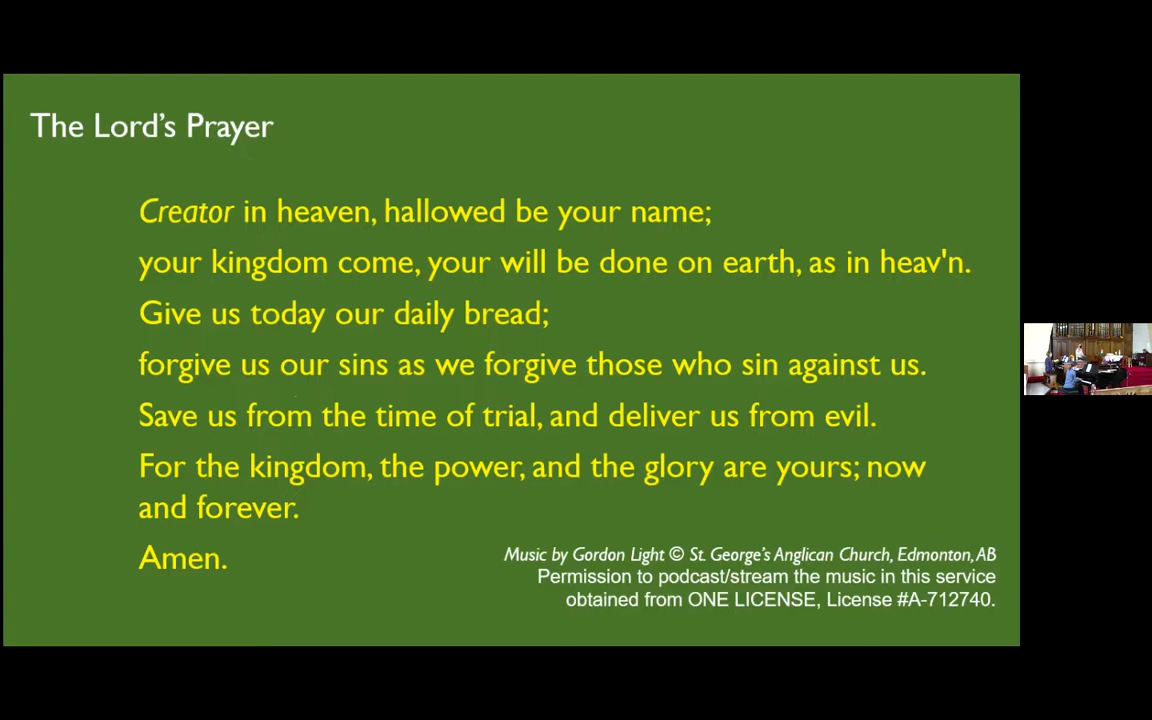 The Lord’s Prayer
Creator in heaven, hallowed be your name;
your kingdom come, your will be done on earth, as in heav'n.
Give us today our daily bread;
forgive us our sins as we forgive those who sin against us.
Save us from the time of trial, and deliver us from evil.
For the kingdom, the power, and the glory are yours; now
and forever.
Amen.
Music by Gordon Light © St. George’s Anglican Church, Edmonton, AB
Permission to podcast/stream the music in this service
obtained from ONE LICENSE, License #A-712740.